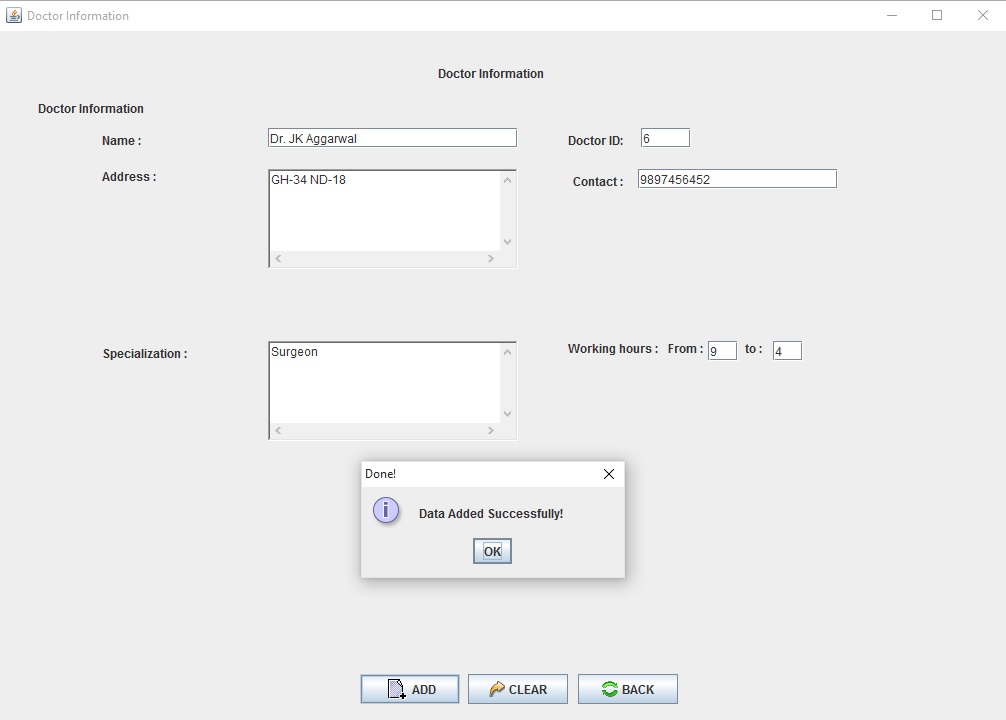 Doctor Information
Doctor Information
Doctor Information
Name : Dr. JK Aggarwal Doctor ID: 6
Address : GH-34 ND-18 Contact : 9897456452
Specialization : Surgeon Working hours : From : 9 to : 4
Done!
i Data Added Successfully!
OK
ADD CLEAR BACK